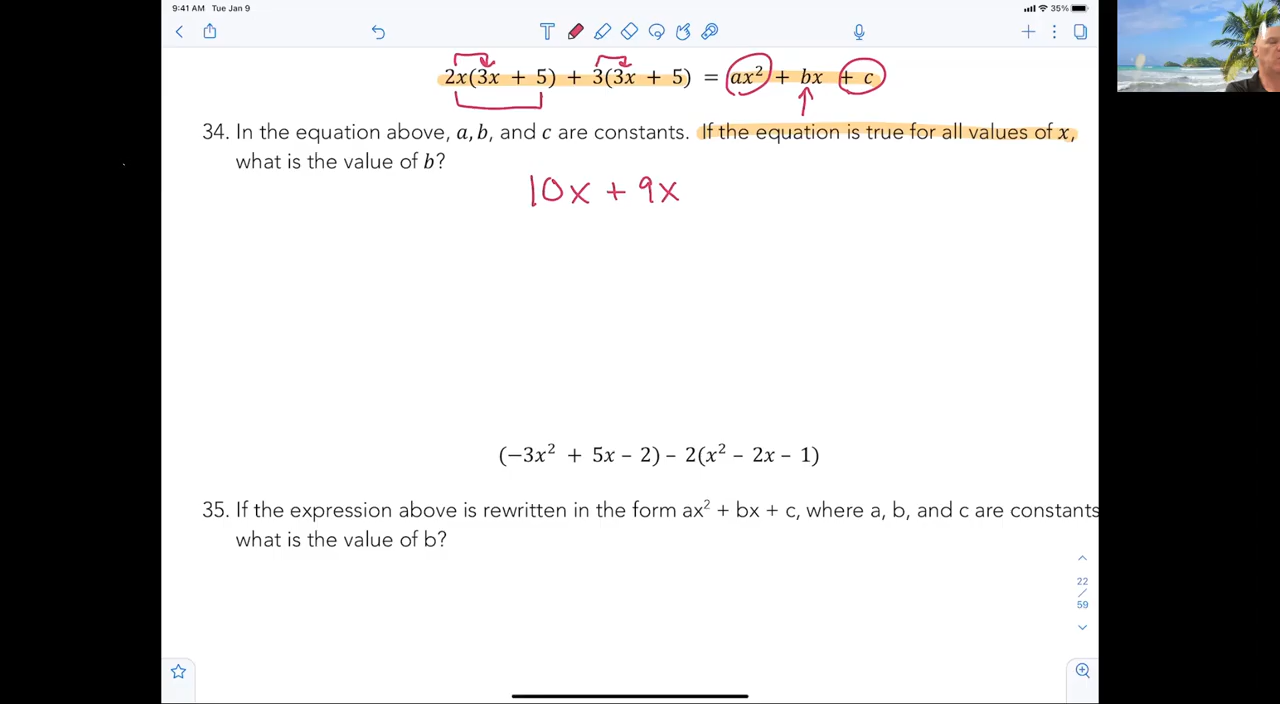 9:41 AM Tue Jan 9
35%
2x(3x + 5) + 3(3x + 5) = ax² + bx + c
34. In the equation above, a, b, and c are constants. If the equation is true for all values of x,
what is the value of b?
10x + 9x
(−3x² + 5x – 2) – 2(x² – 2x – 1)
35. If the expression above is rewritten in the form ax² + bx + c, where a, b, and c are constants
what is the value of b?
22
/
59